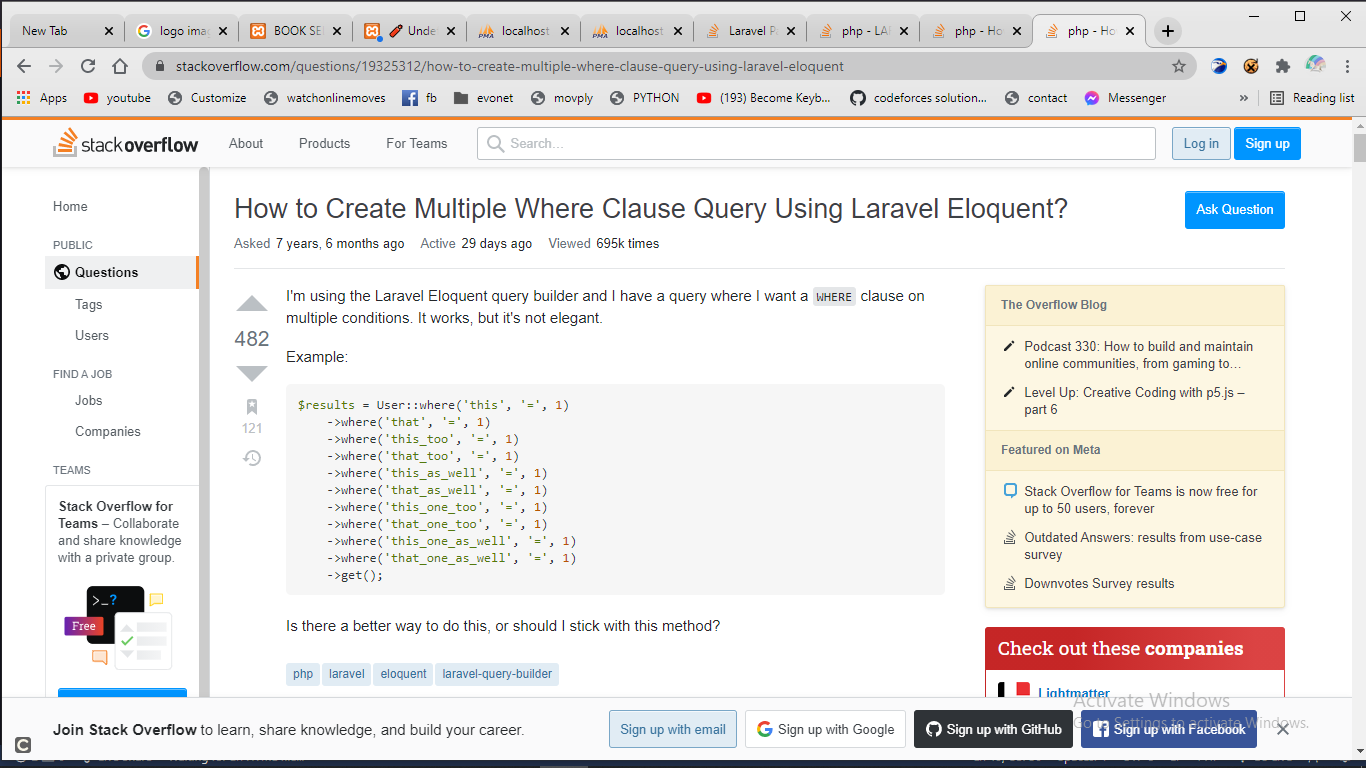 New Tab
logo ima
BOOK SE
Unde
localhost
localhost
Laravel P
php - LA
php - Ho
php - Ho
stackoverflow.com/questions/19325312/how-to-create-multiple-where-clause-query-using-laravel-eloquent
Apps youtube Customize watchonlinemoves fb evonet movply PYTHON (193) Become Keyb... codeforces solution... contact Messenger » Reading list
stackoverflow About Products For Teams Search... Log in Sign up
Home
PUBLIC
Questions
Tags
Users
FIND A JOB
Jobs
Companies
TEAMS
Stack Overflow for
Teams – Collaborate
and share knowledge
with a private group.
>_?
Free
How to Create Multiple Where Clause Query Using Laravel Eloquent?
Ask Question
Asked 7 years, 6 months ago Active 29 days ago Viewed 695k times
482
121
I'm using the Laravel Eloquent query builder and I have a query where I want a WHERE clause on
multiple conditions. It works, but it's not elegant.
Example:
$results = User::where('this', '=', 1)
->where('that', '=', 1)
->where('this_too', '=', 1)
->where('that_too', '=', 1)
->where('this_as_well', '=', 1)
->where('that_as_well', '=', 1)
->where('this_one_too', '=', 1)
->where('that_one_too', '=', 1)
->where('this_one_as_well', '=', 1)
->where('that_one_as_well', '=', 1)
->get();
Is there a better way to do this, or should I stick with this method?
php laravel eloquent laravel-query-builder
The Overflow Blog
Podcast 330: How to build and maintain
online communities, from gaming to…
Level Up: Creative Coding with p5.js –
part 6
Featured on Meta
Stack Overflow for Teams is now free for
up to 50 users, forever
Outdated Answers: results from use-case
survey
Downvotes Survey results
Check out these companies
Lightmatter
Activate Windows
Go to Settings to activate Windows.
Join Stack Overflow to learn, share knowledge, and build your career.
Sign up with email
Sign up with Google
Sign up with GitHub
Sign up with Facebook